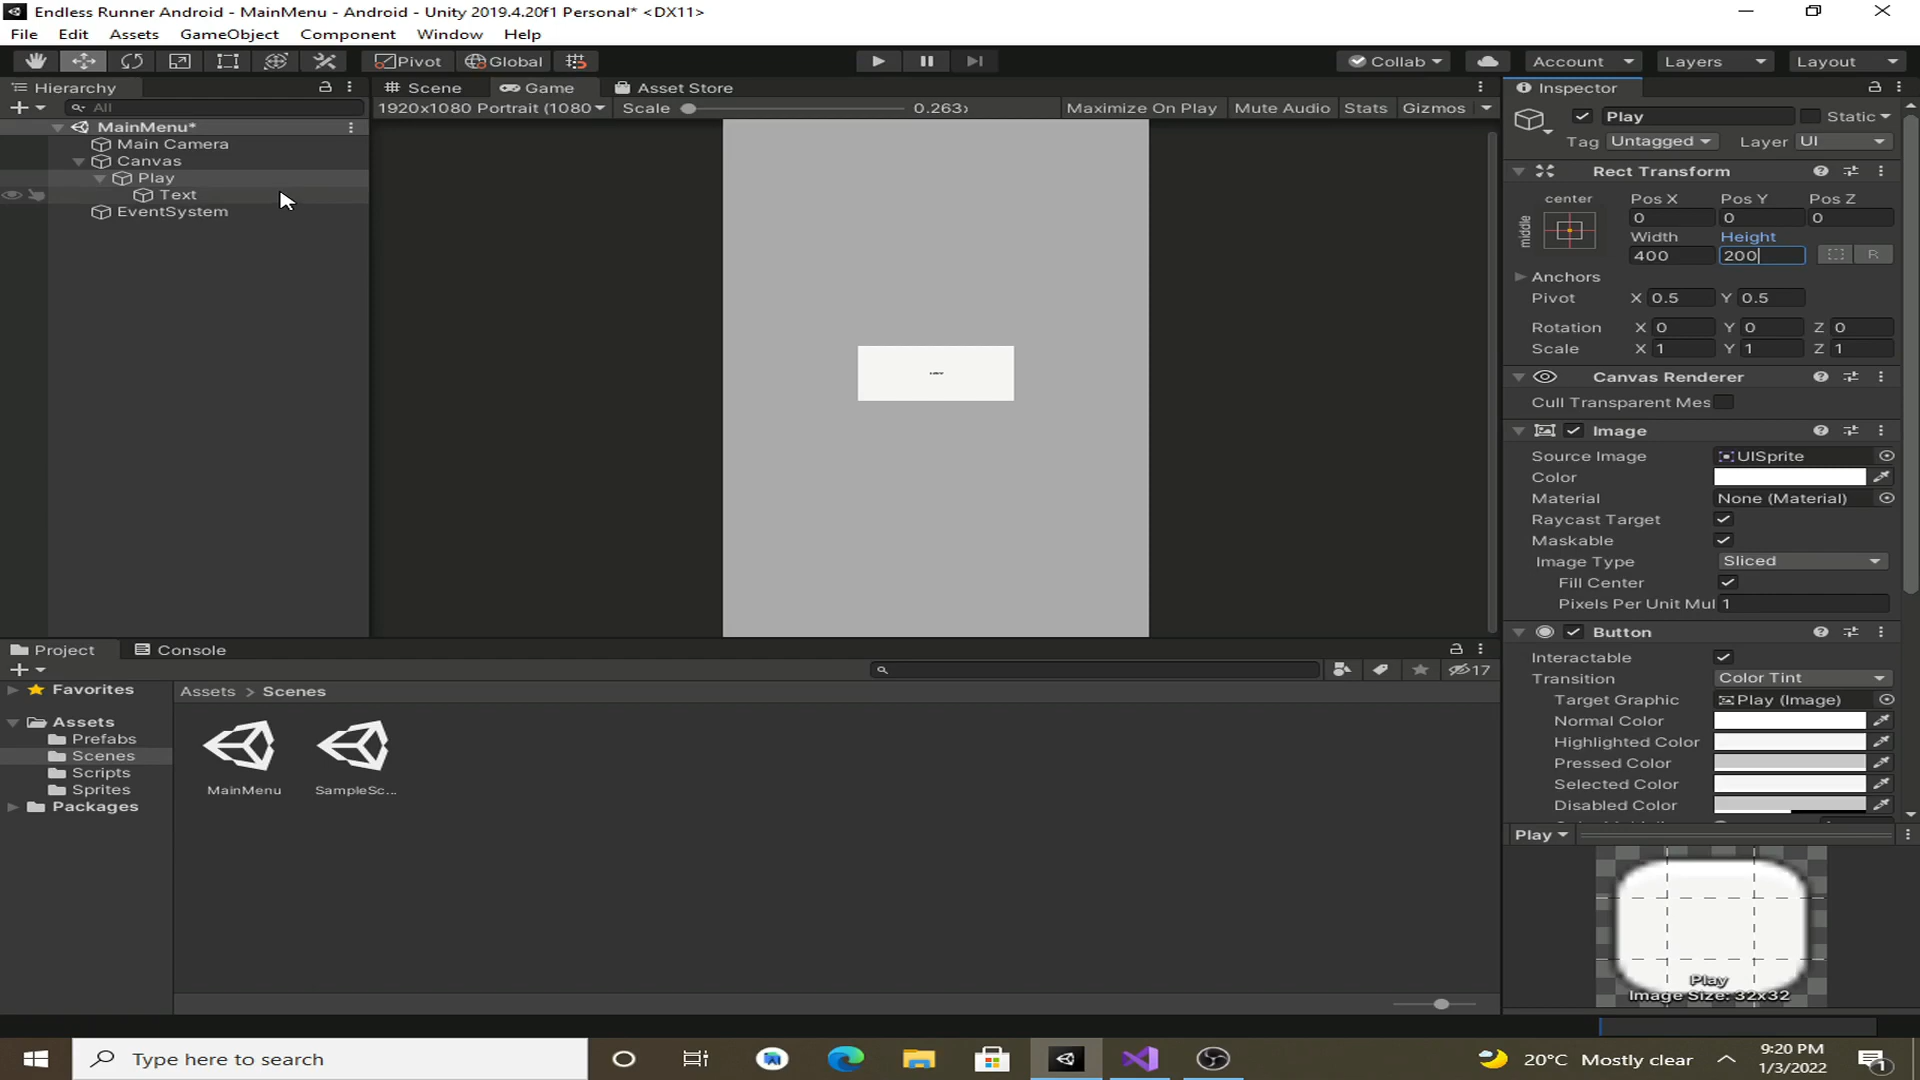 Endless Runner Android - MainMenu - Android - Unity 2019.4.20f1 Personal* <DX11>
File Edit Assets GameObject Component Window Help
Pivot Global Collab Account Layers Layout
Hierarchy Scene Game Asset Store Inspector
All 1920x1080 Portrait (1080 Scale 0.263x Maximize On Play Mute Audio Stats Gizmos
MainMenu*
Main Camera
Canvas
Play
Text
EventSystem
Play Static
Tag Untagged Layer UI
Rect Transform
center Pos X Pos Y Pos Z
middle 0 0 0
Width Height
400 200 R
Anchors
Pivot X 0.5 Y 0.5
Rotation X 0 Y 0 Z 0
Scale X 1 Y 1 Z 1
Canvas Renderer
Cull Transparent Mes
Image
Source Image UISprite
Color
Material None (Material)
Raycast Target
Maskable
Image Type Sliced
Fill Center
Pixels Per Unit Mul 1
Button
Interactable
Transition Color Tint
Target Graphic Play (Image)
Normal Color
Highlighted Color
Pressed Color
Selected Color
Disabled Color
Play
Play
Image Size: 32x32
Project Console
17
Favorites
Assets
Prefabs
Scenes
Scripts
Sprites
Packages
Assets > Scenes
MainMenu SampleSc...
Type here to search
20°C Mostly clear
9:20 PM
1/3/2022
1